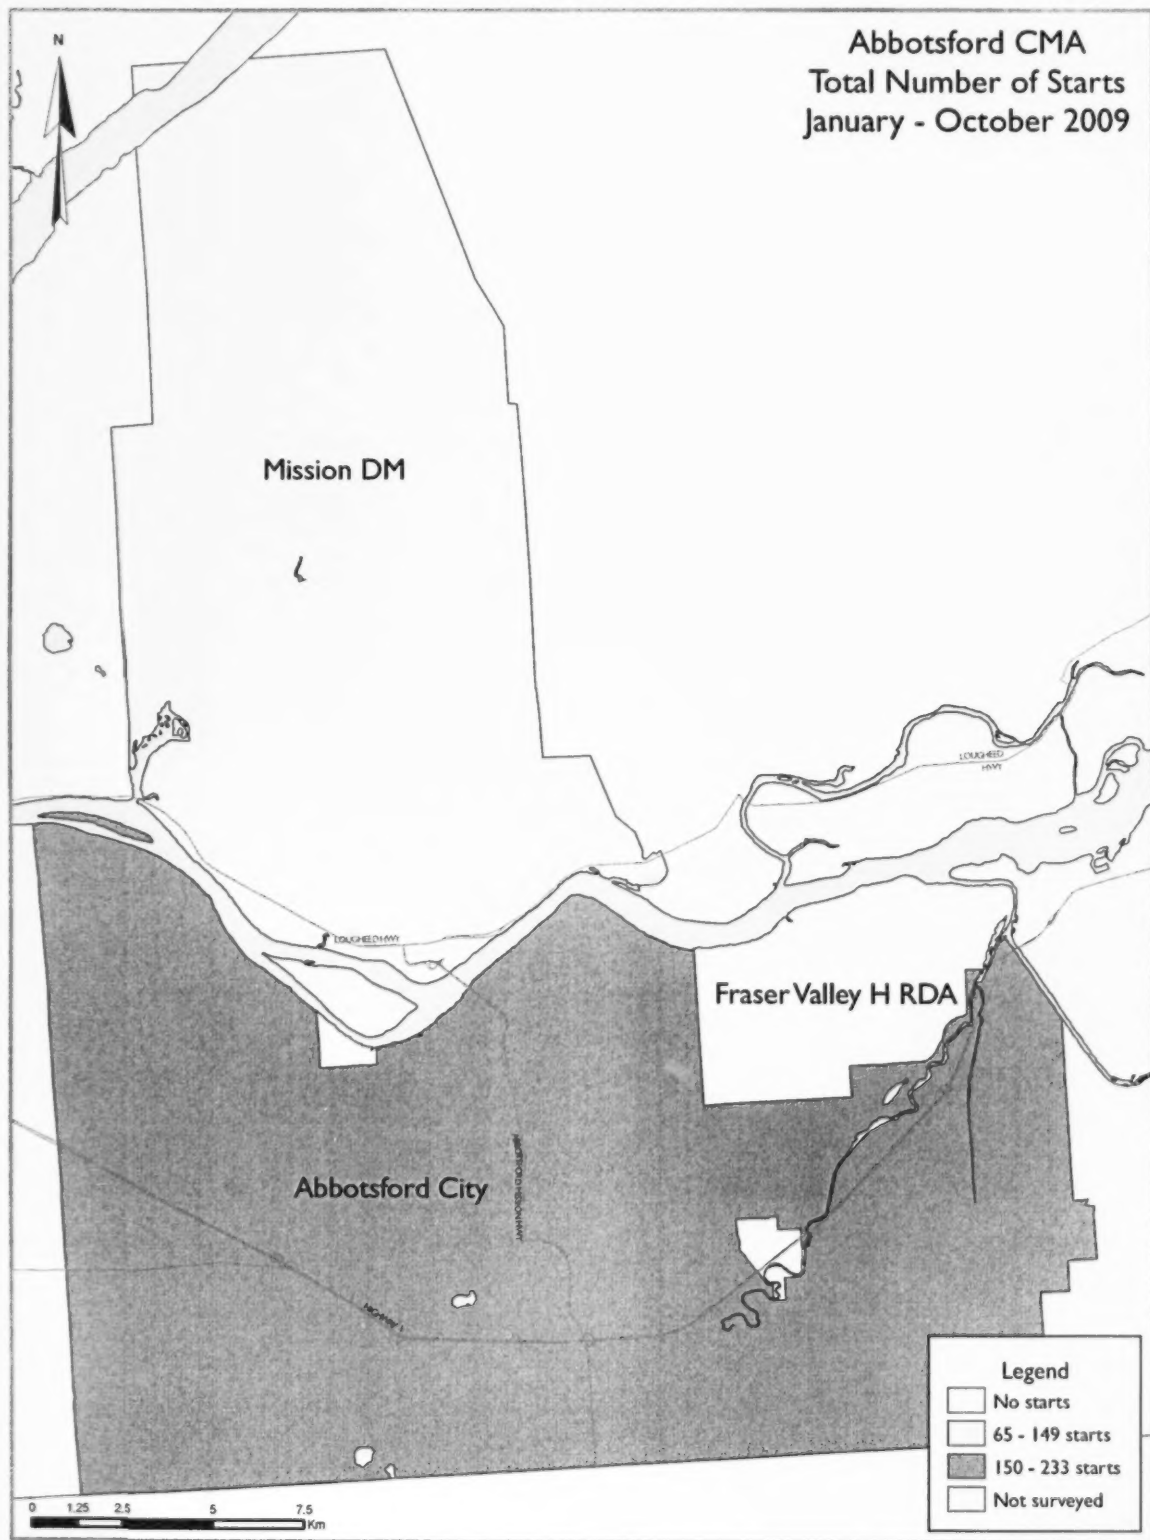 N
Abbotsford CMA
Total Number of Starts
January - October 2009
Mission DM
LOUGHEED
HWY
LOUGHEED HWY
Fraser Valley H RDA
Abbotsford City
HIGHWAY 1
Legend
No starts
65 - 149 starts
150 - 233 starts
Not surveyed
0 1.25 2.5 5 7.5
Km